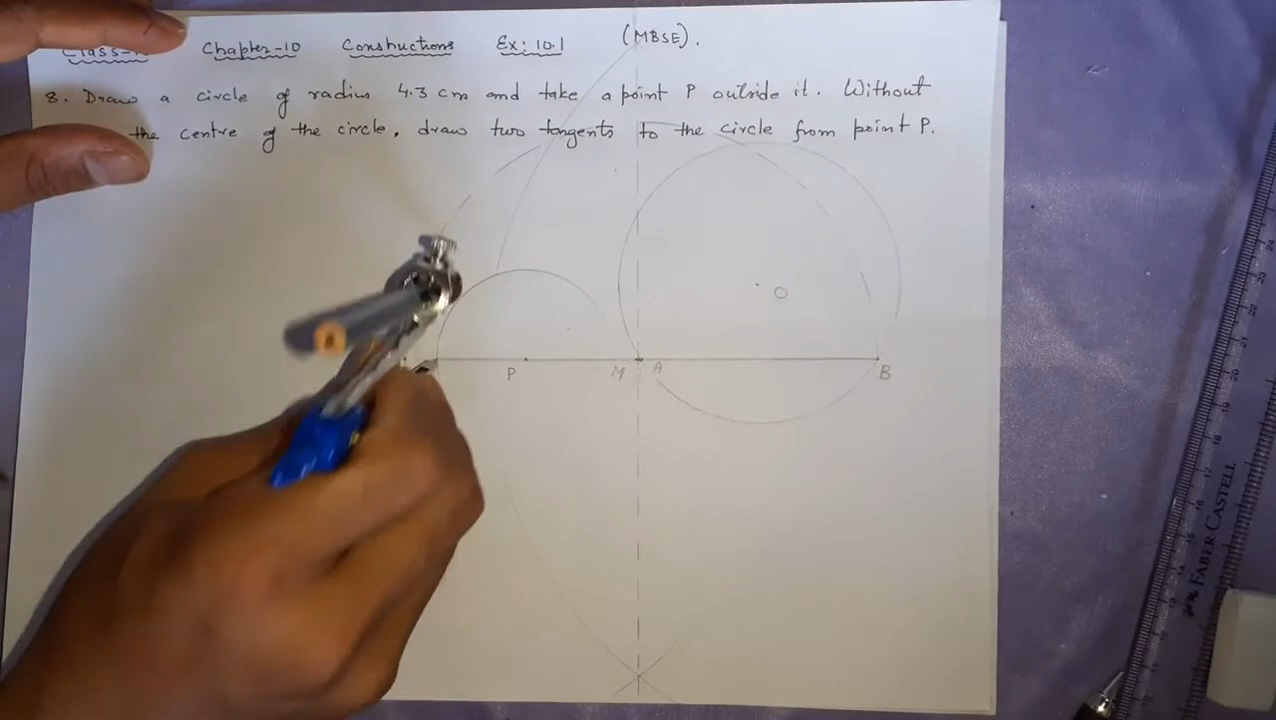 Chapter-10 Constructions Ex: 10.1 (MBSE).
8. Draw a circle of radius 4.3 cm and take a point P outside it. Without
the centre of the circle, draw two tangents to the circle from point P.
O
P M A B
FABER CASTELL